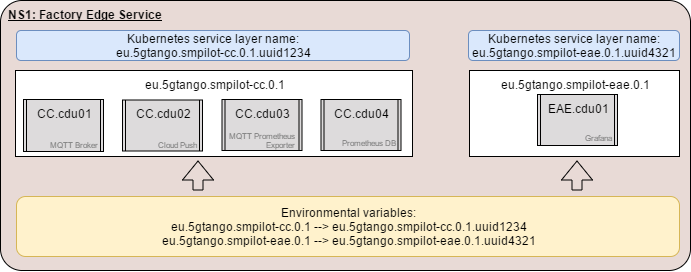 NS1: Factory Edge Service
Kubernetes service layer name:
eu.5gtango.smpilot-cc.0.1.uuid1234
Kubernetes service layer name:
eu.5gtango.smpilot-eae.0.1.uuid4321
eu.5gtango.smpilot-cc.0.1
CC.cdu01
MQTT Broker
CC.cdu02
Cloud Push
CC.cdu03
MQTT Prometheus
Exporter
CC.cdu04
Prometheus DB
eu.5gtango.smpilot-eae.0.1
EAE.cdu01
Grafana
Environmental variables:
eu.5gtango.smpilot-cc.0.1 --> eu.5gtango.smpilot-cc.0.1.uuid1234
eu.5gtango.smpilot-eae.0.1 --> eu.5gtango.smpilot-eae.0.1.uuid4321